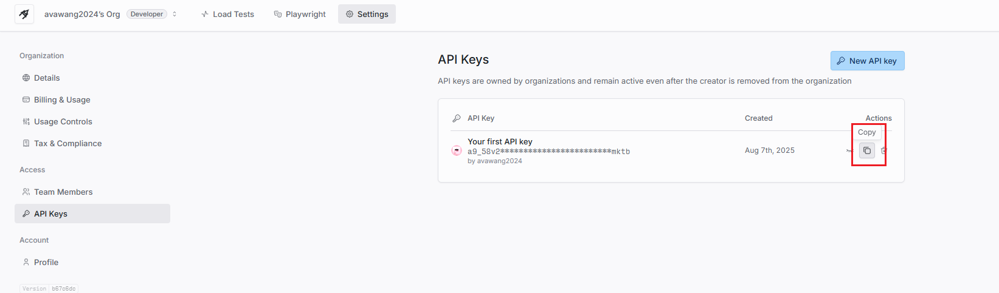 avawang2024's Org Developer Load Tests Playwright Settings
Organization
Details
Billing & Usage
Usage Controls
Tax & Compliance
Access
Team Members
API Keys
Account
Profile
Version b67c6dc
API Keys
New API key
API keys are owned by organizations and remain active even after the creator is removed from the organization
API Key Created Actions
Copy
Your first API key
a9_58v2************************mktb
by avawang2024
Aug 7th, 2025